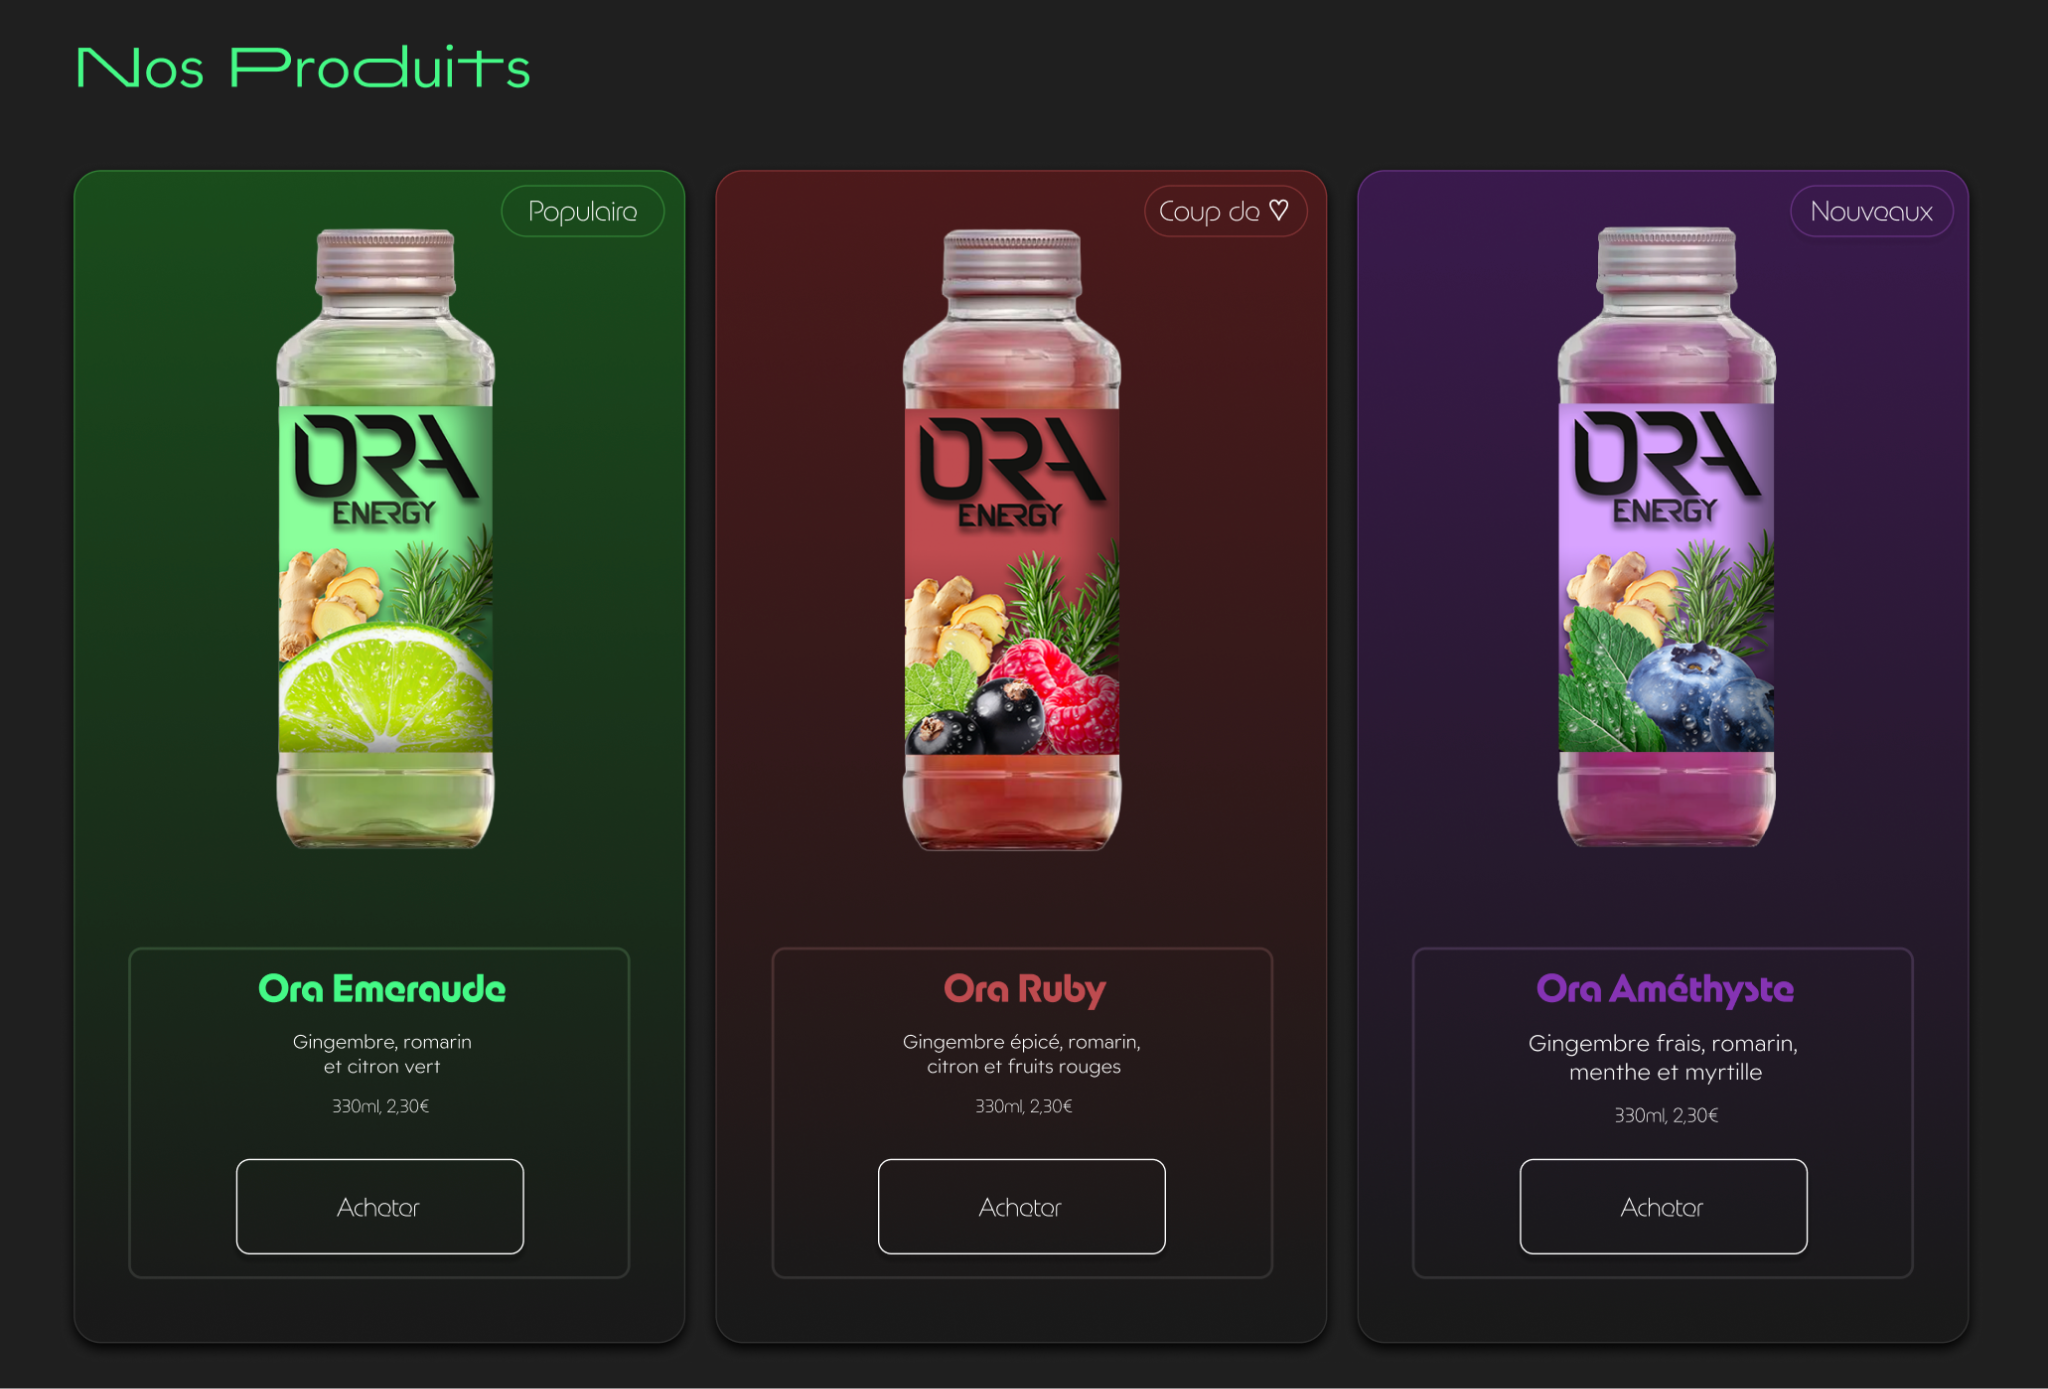 Nos Produits
Populaire
ORA
ENERGY
Ora Emeraude
Gingembre, romarin
et citron vert
330ml, 2,30€
Acheter
Coup de ♡
ORA
ENERGY
Ora Ruby
Gingembre épicé, romarin,
citron et fruits rouges
330ml, 2,30€
Acheter
Nouveaux
ORA
ENERGY
Ora Améthyste
Gingembre frais, romarin,
menthe et myrtille
330ml, 2,30€
Acheter